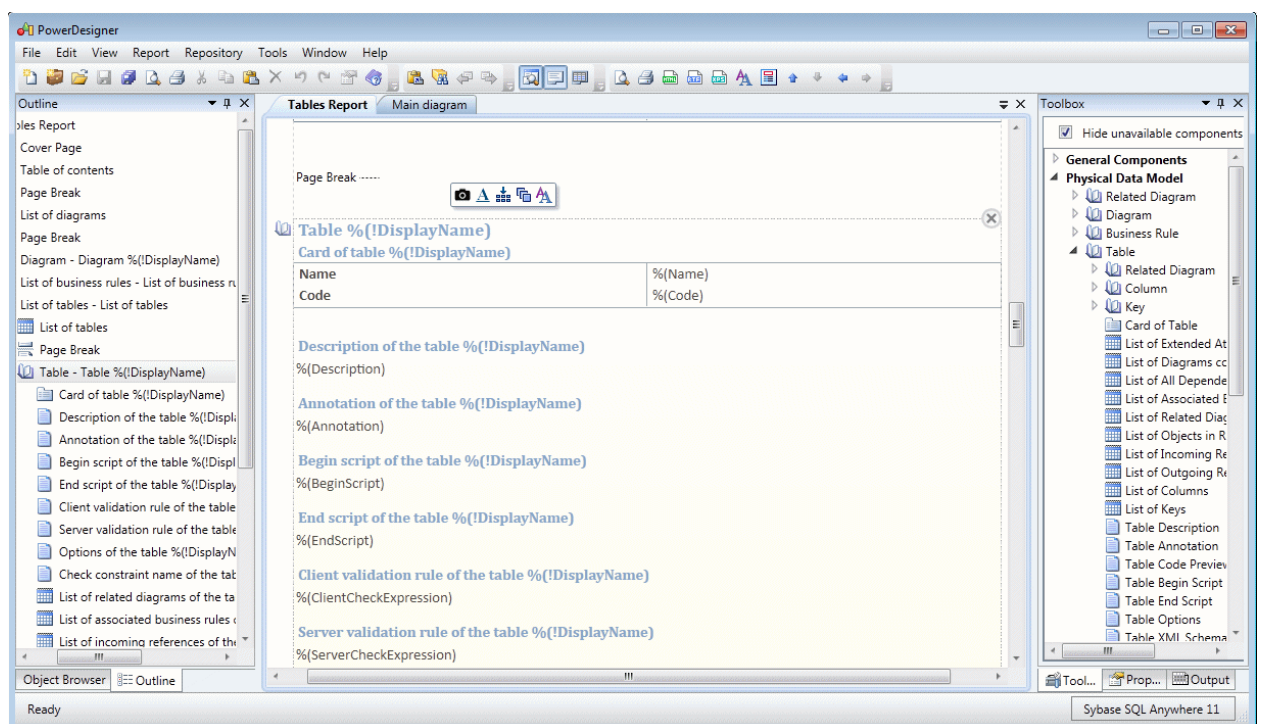 PowerDesigner
File Edit View Report Repository Tools Window Help
Outline
Tables Report
Main diagram
Toolbox
bles Report
Cover Page
Table of contents
Page Break
List of diagrams
Page Break
Diagram - Diagram %(!DisplayName)
List of business rules - List of business ru
List of tables - List of tables
List of tables
Page Break
Table - Table %(!DisplayName)
Card of table %(!DisplayName)
Description of the table %(!Displa
Annotation of the table %(!Displa
Begin script of the table %(!Displ
End script of the table %(!Display
Client validation rule of the table
Server validation rule of the table
Options of the table %(!DisplayN
Check constraint name of the tab
List of related diagrams of the ta
List of associated business rules o
List of incoming references of the
Object Browser
Outline
Page Break
Table %(!DisplayName)
Card of table %(!DisplayName)
Name %(Name)
Code %(Code)
Description of the table %(!DisplayName)
%(Description)
Annotation of the table %(!DisplayName)
%(Annotation)
Begin script of the table %(!DisplayName)
%(BeginScript)
End script of the table %(!DisplayName)
%(EndScript)
Client validation rule of the table %(!DisplayName)
%(ClientCheckExpression)
Server validation rule of the table %(!DisplayName)
%(ServerCheckExpression)
Hide unavailable components
General Components
Physical Data Model
Related Diagram
Diagram
Business Rule
Table
Related Diagram
Column
Key
Card of Table
List of Extended At
List of Diagrams co
List of All Depende
List of Associated E
List of Related Diag
List of Objects in R
List of Incoming Re
List of Outgoing Re
List of Columns
List of Keys
Table Description
Table Annotation
Table Code Preview
Table Begin Script
Table End Script
Table Options
Table XML Schema
Tool...
Prop...
Output
Ready
Sybase SQL Anywhere 11